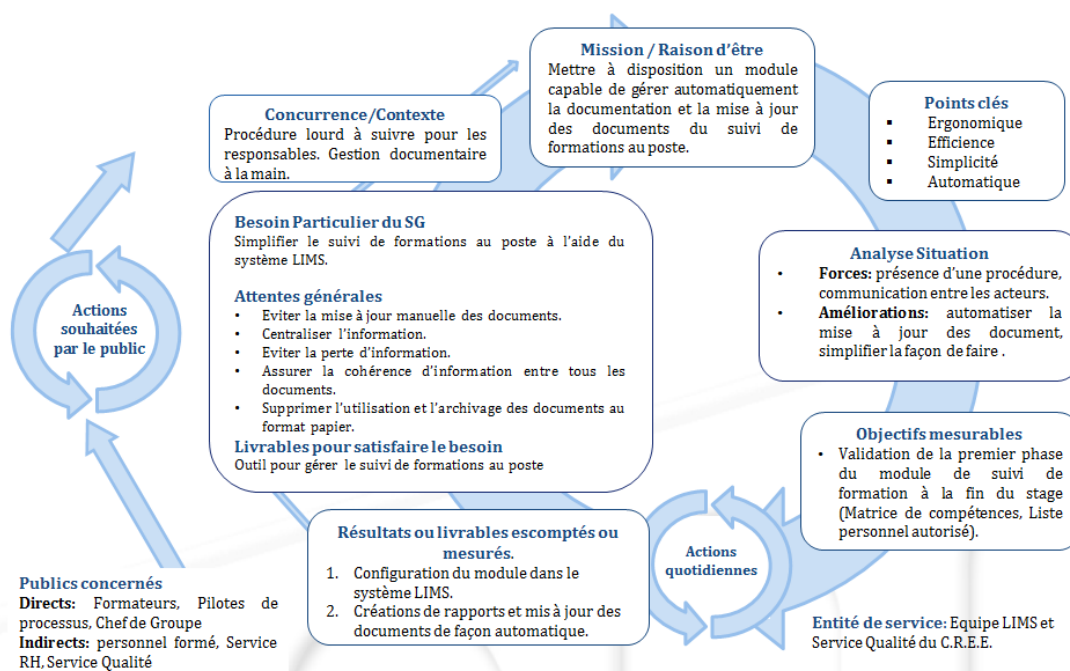 Mission / Raison d'être
Mettre à disposition un module
capable de gérer automatiquement
la documentation et la mise à jour
des documents du suivi de
formations au poste.
Concurrence/Contexte
Procédure lourd à suivre pour les
responsables. Gestion documentaire
à la main.
Points clés
▪ Ergonomique
▪ Efficience
▪ Simplicité
▪ Automatique
Besoin Particulier du SG
Simplifier le suivi de formations au poste à l'aide du
système LIMS.
Attentes générales
• Eviter la mise à jour manuelle des documents.
• Centraliser l'information.
• Eviter la perte d'information.
• Assurer la cohérence d'information entre tous les
documents.
• Supprimer l'utilisation et l'archivage des documents au
format papier.
Livrables pour satisfaire le besoin
Outil pour gérer le suivi de formations au poste
Analyse Situation
• Forces: présence d'une procédure,
communication entre les acteurs.
• Améliorations: automatiser la
mise à jour des document,
simplifier la façon de faire .
Actions
souhaitées
par le public
Objectifs mesurables
• Validation de la premier phase
du module de suivi de
formation à la fin du stage
(Matrice de compétences, Liste
personnel autorisé).
Résultats ou livrables escomptés ou
mesurés.
1. Configuration du module dans le
système LIMS.
2. Créations de rapports et mis à jour des
documents de façon automatique.
Actions
quotidiennes
Publics concernés
Directs: Formateurs, Pilotes de
processus, Chef de Groupe
Indirects: personnel formé, Service
RH, Service Qualité
Entité de service: Equipe LIMS et
Service Qualité du C.R.E.E.